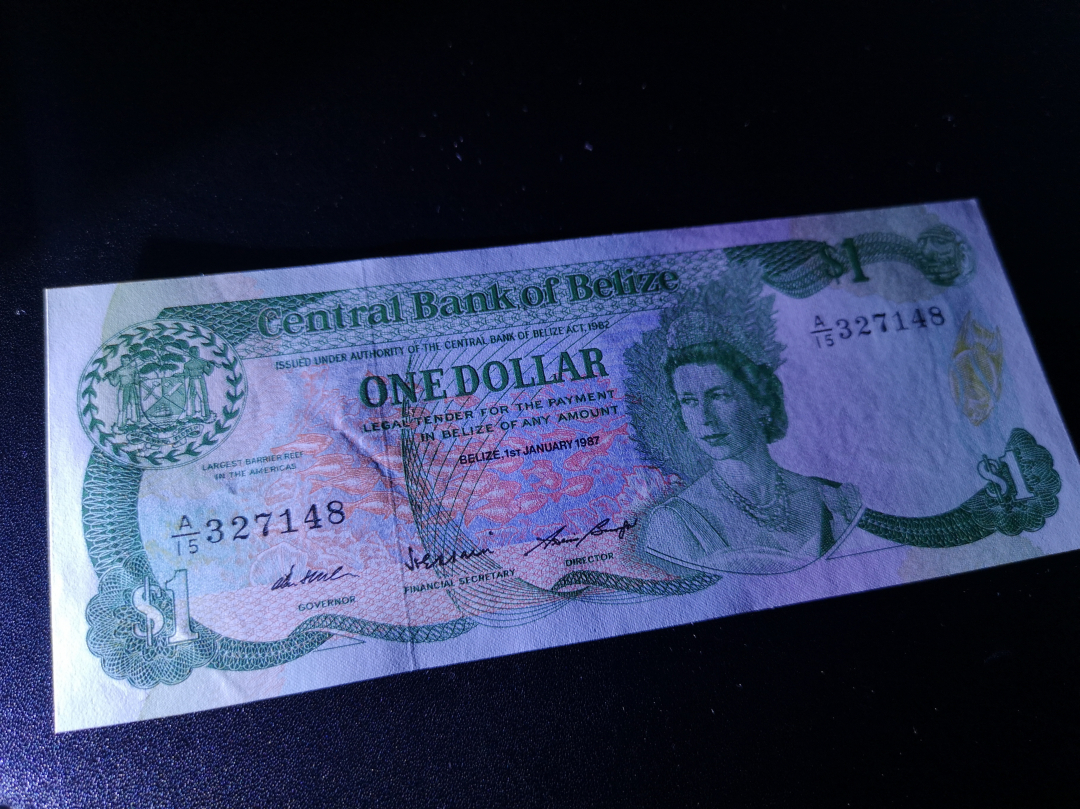 Central Bank of Belize
ISSUED UNDER AUTHORITY OF THE CENTRAL BANK OF BELIZE ACT, 1982
ONE DOLLAR
LEGAL TENDER FOR THE PAYMENT
IN BELIZE OF ANY AMOUNT
BELIZE, 1ST JANUARY 1987
$1
A/15 327148
LARGEST BARRIER REEF
IN THE AMERICAS
A/15 327148
GOVERNOR
FINANCIAL SECRETARY
DIRECTOR
$1
$1